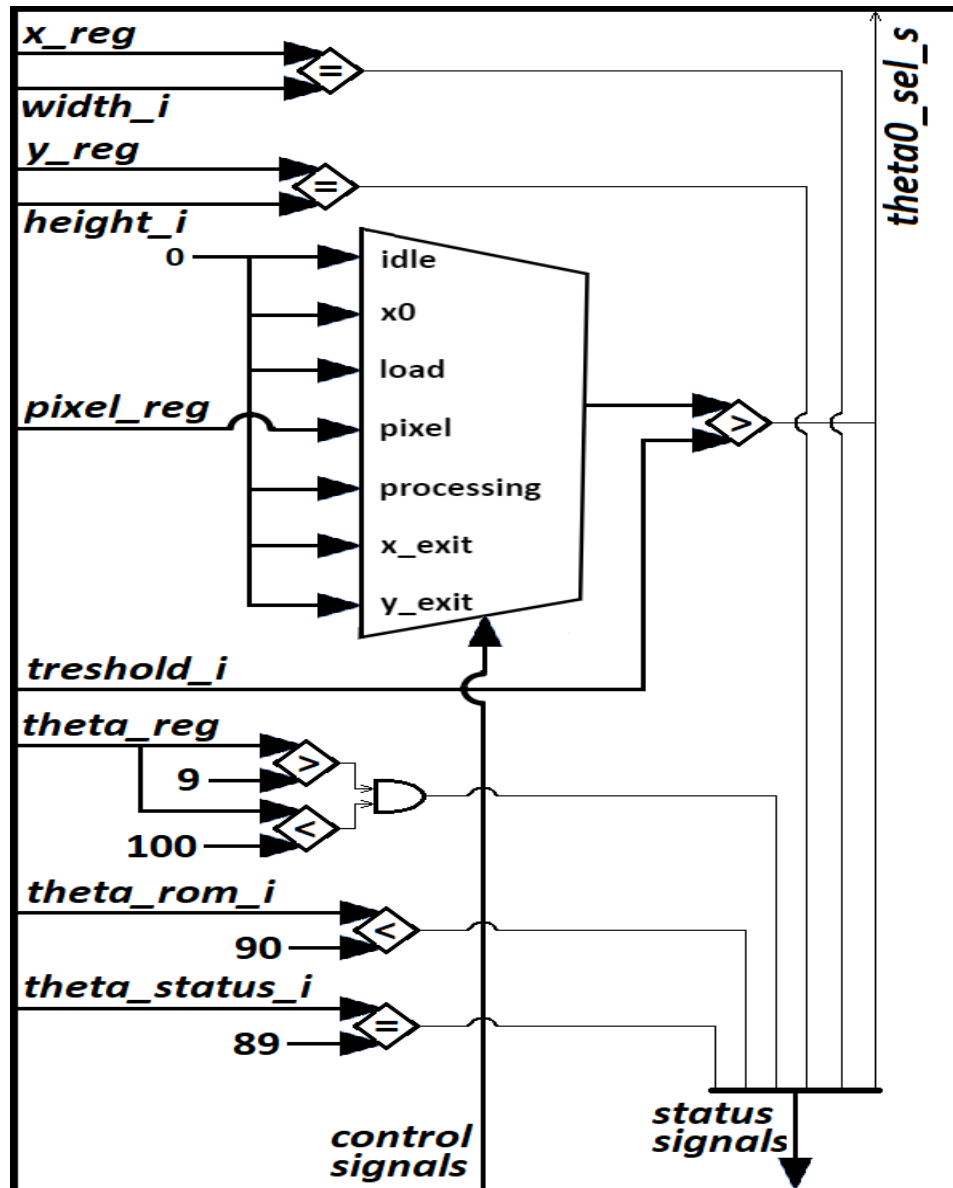 x_reg
=
width_i
y_reg
=
height_i
0
idle
x0
load
pixel_reg
pixel
>
processing
x_exit
y_exit
treshold_i
theta_reg
>
9
<
100
theta_rom_i
<
90
theta_status_i
=
89
control
signals
status
signals
theta0_sel_s